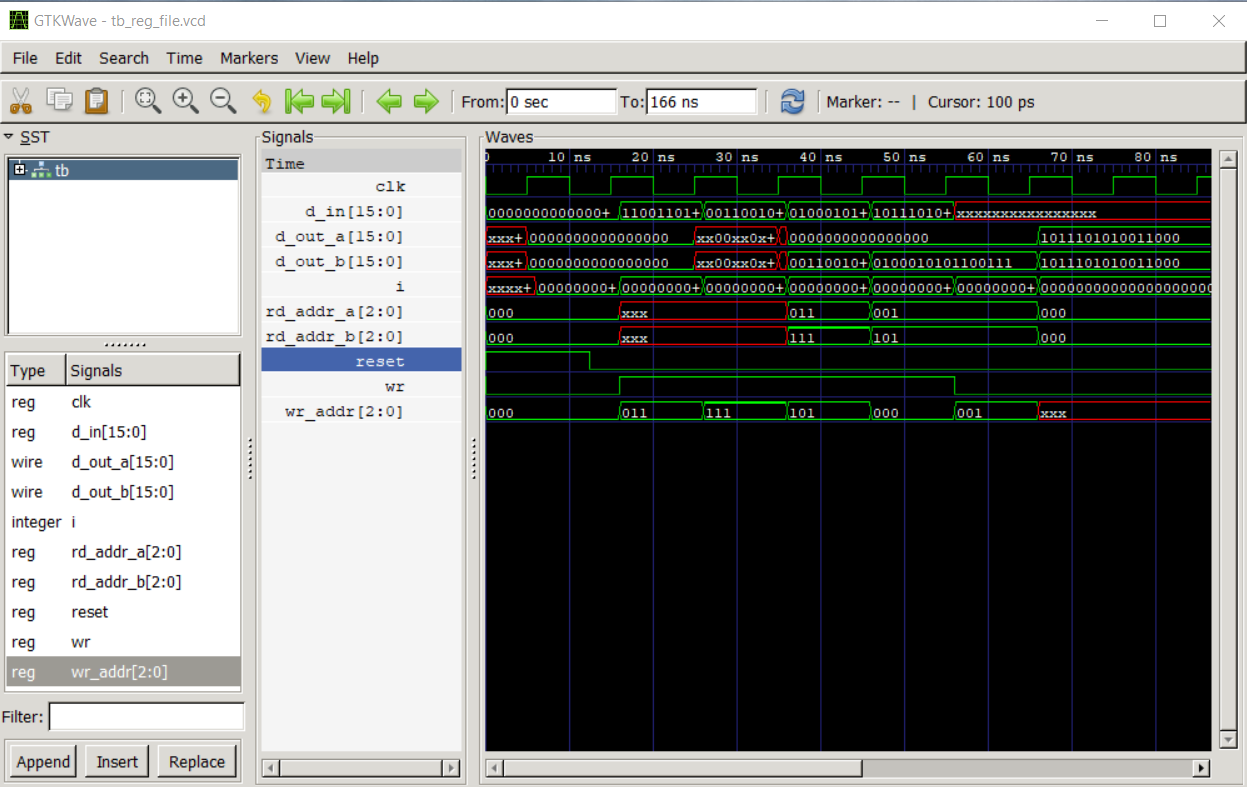 GTKWave - tb_reg_file.vcd
File Edit Search Time Markers View Help
From: 0 sec To: 166 ns Marker: -- | Cursor: 100 ps
SST
tb
Type Signals
reg clk
reg d_in[15:0]
wire d_out_a[15:0]
wire d_out_b[15:0]
integer i
reg rd_addr_a[2:0]
reg rd_addr_b[2:0]
reg reset
reg wr
reg wr_addr[2:0]
Filter:
Append Insert Replace
Signals
Time
clk
d_in[15:0]
d_out_a[15:0]
d_out_b[15:0]
i
rd_addr_a[2:0]
rd_addr_b[2:0]
reset
wr
wr_addr[2:0]
Waves
10 ns 20 ns 30 ns 40 ns 50 ns 60 ns 70 ns 80 ns
0000000000000+ 11001101+ 00110010+ 01000101+ 10111010+ xxxxxxxxxxxxxxxx
xxx+ 0000000000000000 xx00xx0x+ 0000000000000000 1011101010011000
xxx+ 0000000000000000 xx00xx0x+ 00110010+ 0100010101100111 1011101010011000
xxxx+ 00000000+ 00000000+ 00000000+ 00000000+ 00000000+ 00000000+ 000000000000000000000
000 xxx 011 001 000
000 xxx 111 101 000
000 011 111 101 000 001 xxx